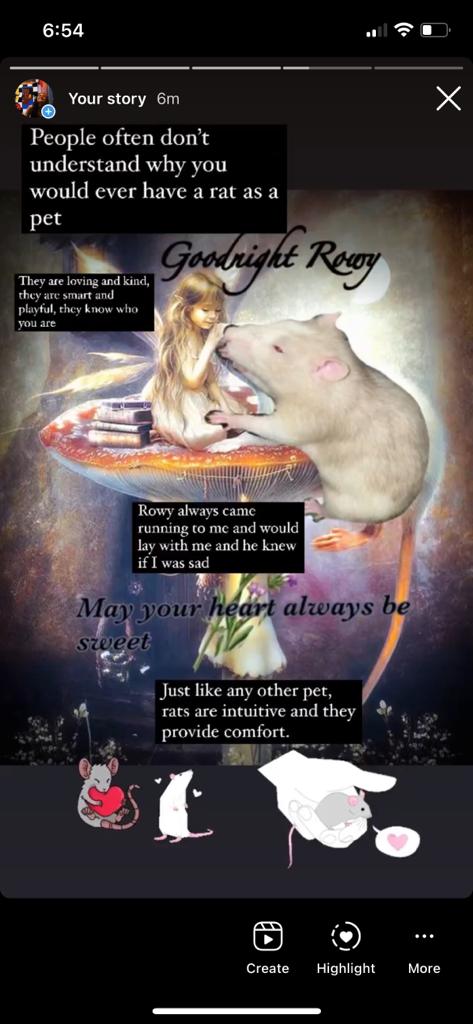 6:54
Your story 6m
People often don't
understand why you
would ever have a rat as a
pet
Goodnight Rowy
They are loving and kind,
they are smart and
playful, they know who
you are
Rowy always came
running to me and would
lay with me and he knew
if I was sad
May your heart always be
sweet
Just like any other pet,
rats are intuitive and they
provide comfort.
Create Highlight More